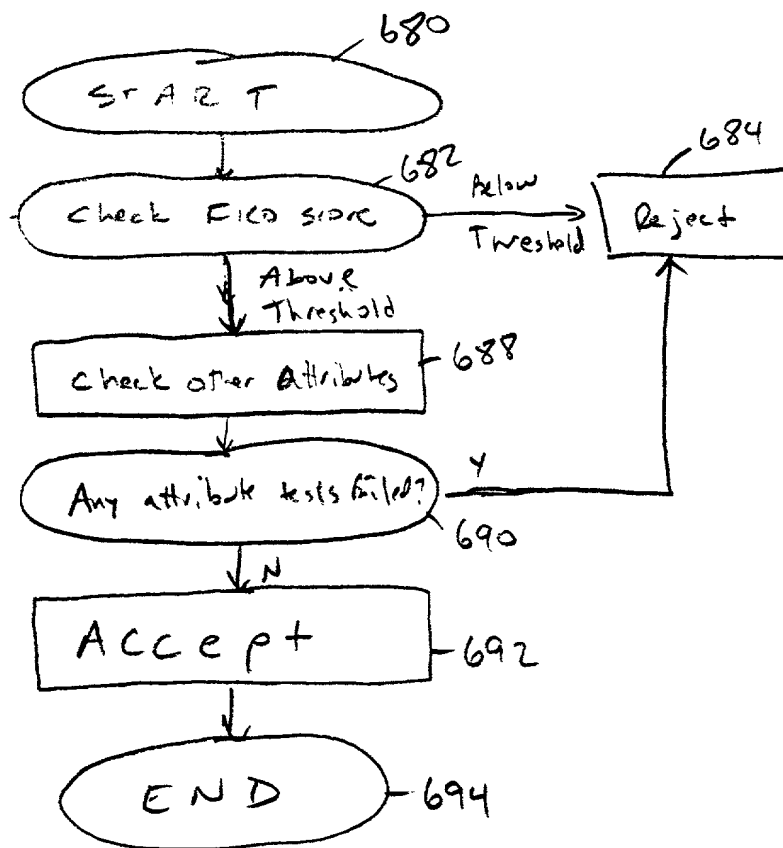 680
START
682
Check FICO score
Below
Threshold
684
Reject
Above
Threshold
Check other Attributes
688
Any attribute tests failed?
Y
690
N
Accept
692
END
694